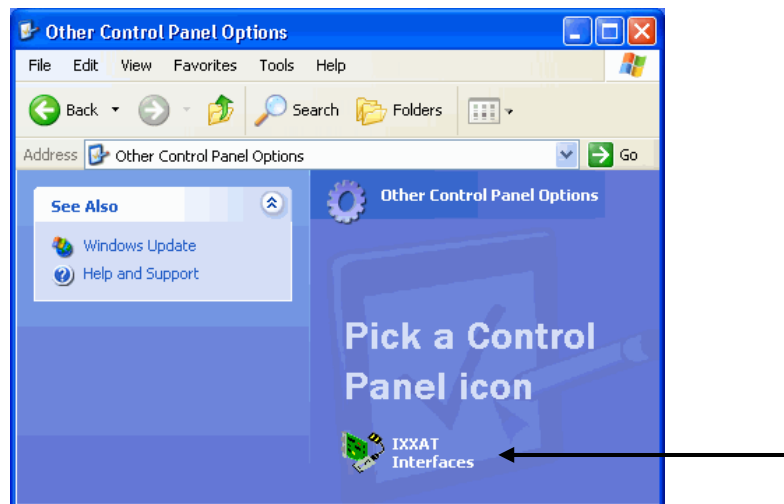 Other Control Panel Options
File Edit View Favorites Tools Help
Back Search Folders
Address Other Control Panel Options Go
See Also
Windows Update
Help and Support
Other Control Panel Options
Pick a Control
Panel icon
IXXAT
Interfaces